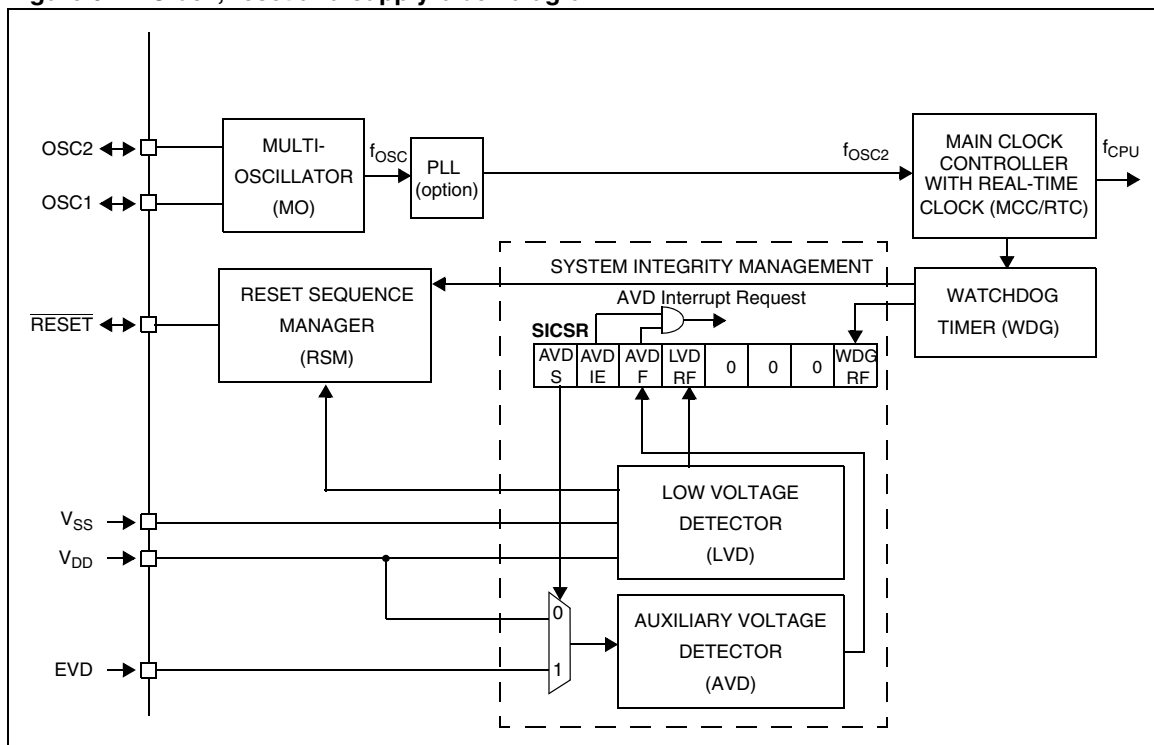 OSC2
OSC1
MULTI-
OSCILLATOR
(MO)
fOSC
PLL
(option)
fOSC2
MAIN CLOCK
CONTROLLER
WITH REAL-TIME
CLOCK (MCC/RTC)
fCPU
RESET
RESET SEQUENCE
MANAGER
(RSM)
SYSTEM INTEGRITY MANAGEMENT
AVD Interrupt Request
WATCHDOG
TIMER (WDG)
SICSR
AVD AVD AVD LVD WDG
S IE F RF 0 0 0 RF
LOW VOLTAGE
DETECTOR
(LVD)
VSS
VDD
0
1
AUXILIARY VOLTAGE
DETECTOR
(AVD)
EVD